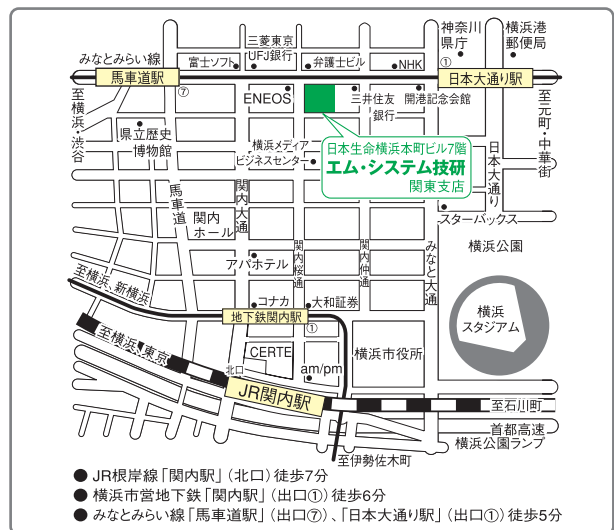 神奈川
県庁
横浜港
郵便局
三菱東京
UFJ銀行
みなとみらい線
富士ソフト
弁護士ビル
NHK
①
馬車道駅
日本大通り駅
⑦
ENEOS
三井住友
銀行
開港記念会館
至横浜・渋谷
至元町・中華街
県立歴史
博物館
横浜メディア
ビジネスセンター
日本生命横浜本町ビル7階
エム・システム技研
関東支店
日本大通り
馬車道
関内大通
関内
ホール
スターバックス
アパホテル
関内桜通
関内仲通
みなと大通
横浜公園
至横浜、新横浜
コナカ
大和証券
地下鉄関内駅
①
横浜
スタジアム
至横浜、東京
CERTE
北口
am/pm
横浜市役所
JR関内駅
至石川町
首都高速
横浜公園ランプ
至伊勢佐木町
● JR根岸線「関内駅」（北口）徒歩7分
● 横浜市営地下鉄「関内駅」（出口①）徒歩6分
● みなとみらい線「馬車道駅」（出口⑦）、「日本大通り駅」（出口①）徒歩5分